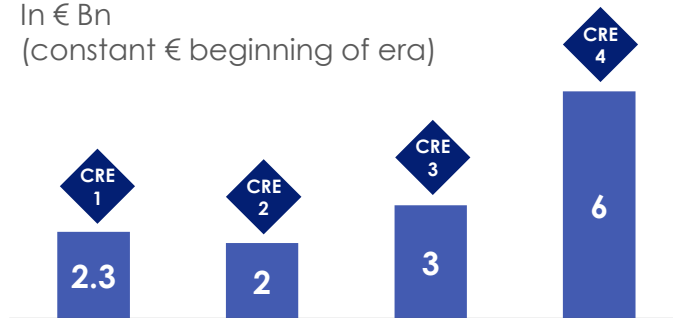 In € Bn
(constant € beginning of era)
CRE
1
2.3
CRE
2
2
CRE
3
3
CRE
4
6